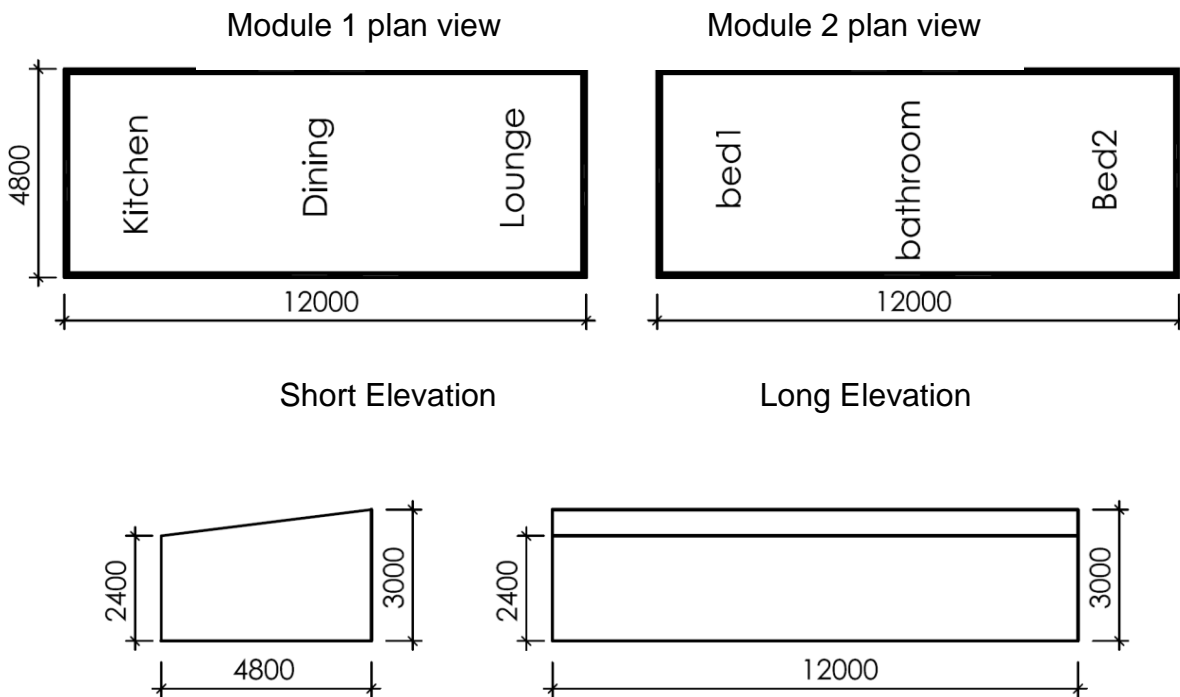 Module 1 plan view
Module 2 plan view
4800
Kitchen
Dining
Lounge
12000
bed1
bathroom
Bed2
12000
Short Elevation
Long Elevation
2400
3000
4800
2400
3000
12000